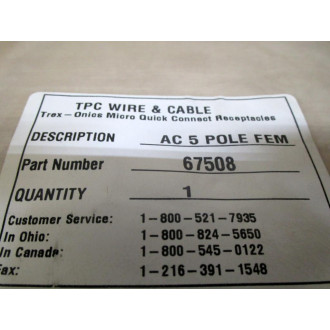 TPC WIRE & CABLE
Trex-Onics Micro Quick Connect Receptacles
DESCRIPTION AC 5 POLE FEM
Part Number 67508
QUANTITY 1
Customer Service: 1-800-521-7935
In Ohio: 1-800-824-5650
In Canada: 1-800-545-0122
Fax: 1-216-391-1548